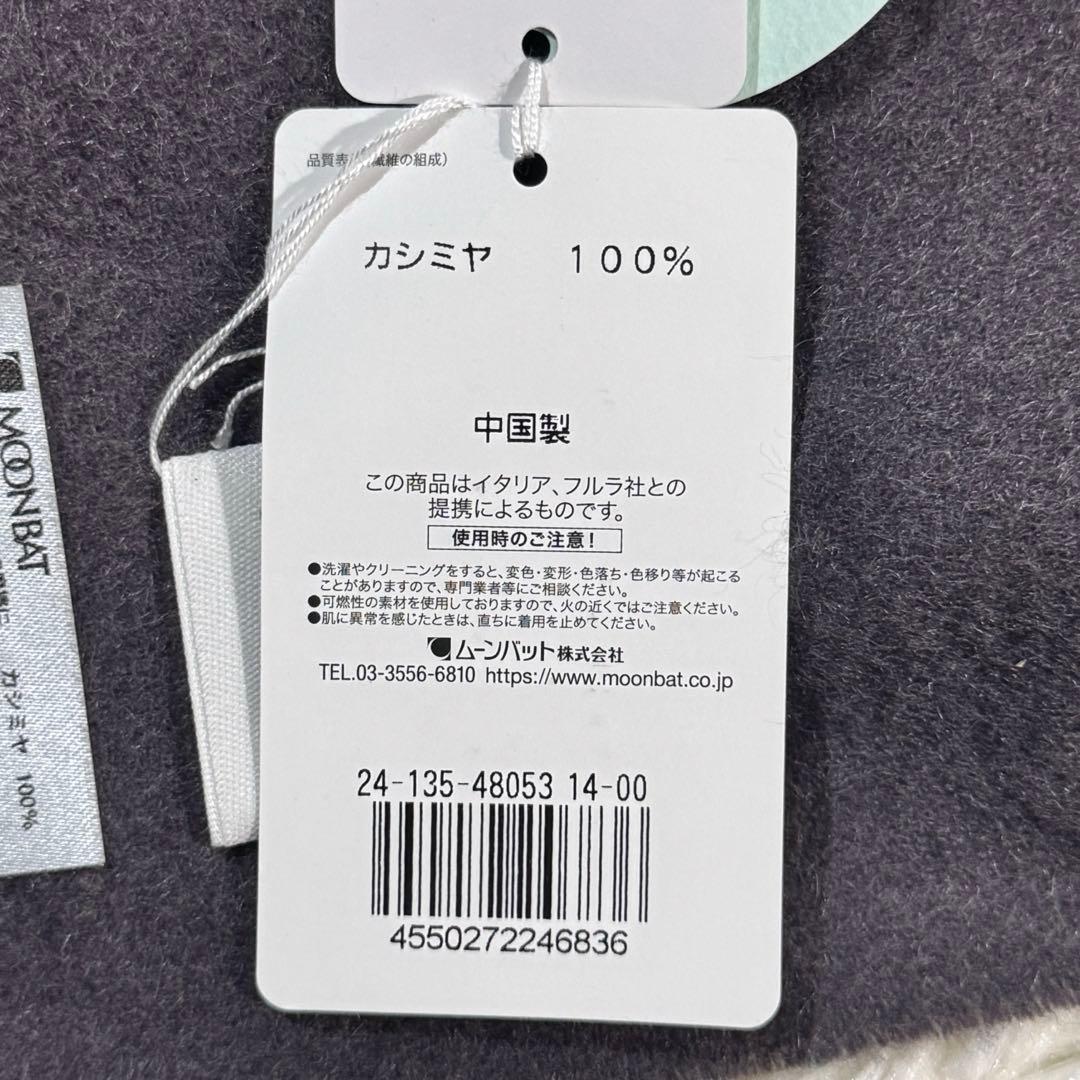 品質表 繊維の組成)
カシミヤ 100%
中国製
この商品はイタリア、フルラ社との
提携によるものです。
使用時のご注意!
●洗濯やクリーニングをすると、変色・変形・色落ち・色移り等が起こる
ことがありますので、専門業者等にご相談ください。
●可燃性の素材を使用しておりますので、火の近くではご注意ください。
●肌に異常を感じたときは、直ちに着用を止めてください。
ムーンバット株式会社
TEL.03-3556-6810 https://www.moonbat.co.jp
24-135-48053 14-00
4550272246836
MOONBAT
カシミヤ 100%